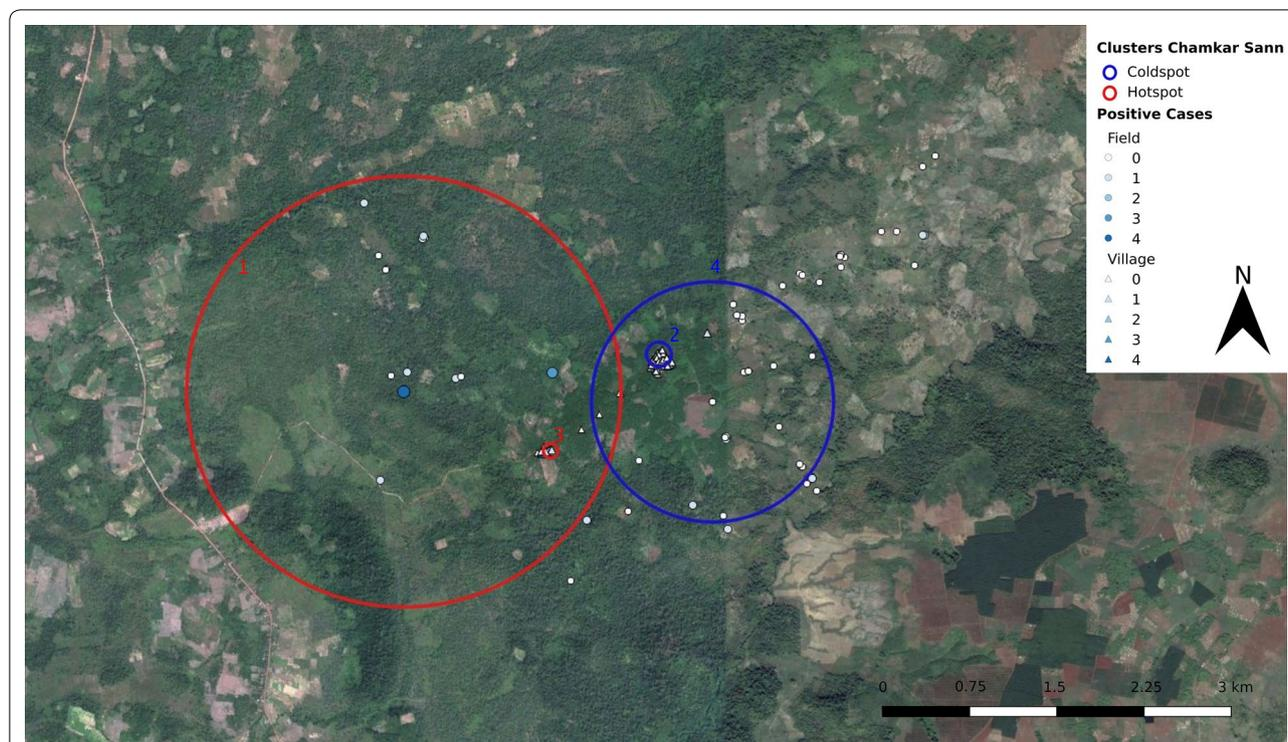 Clusters Chamkar Sann
Coldspot
Hotspot
Positive Cases
Field
0
1
2
3
4
Village
0
1
2
3
4
N
1
4
2
3
0 0.75 1.5 2.25 3 km